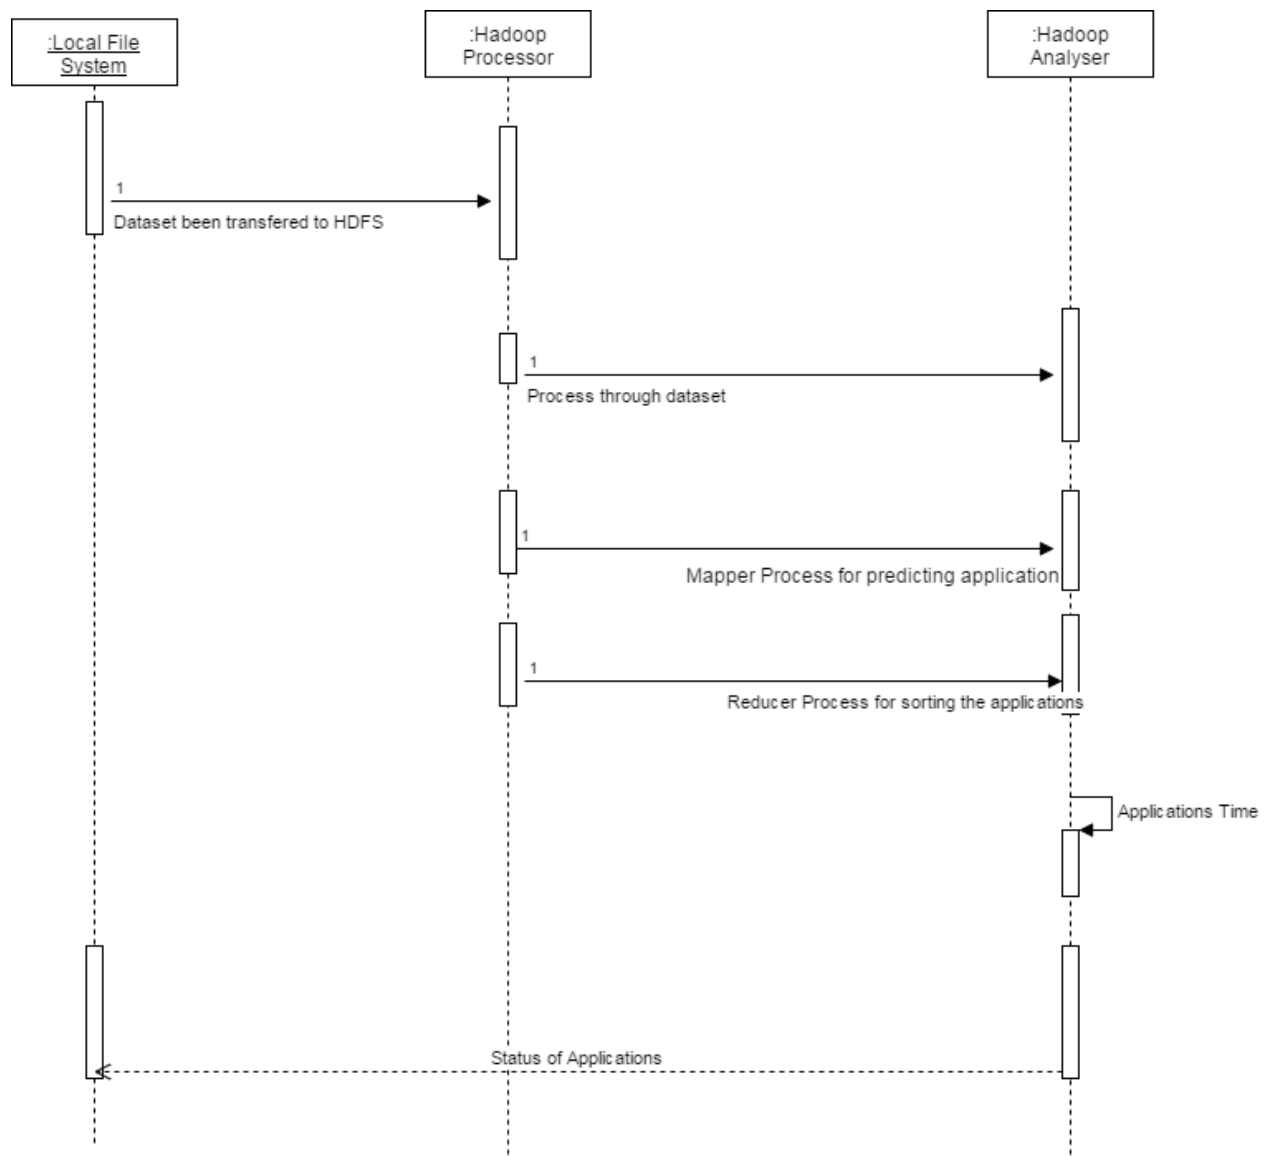 :Local File
System
:Hadoop
Processor
:Hadoop
Analyser
1
Dataset been transfered to HDFS
1
Process through dataset
1
Mapper Process for predicting application
1
Reducer Process for sorting the applications
Applications Time
Status of Applications